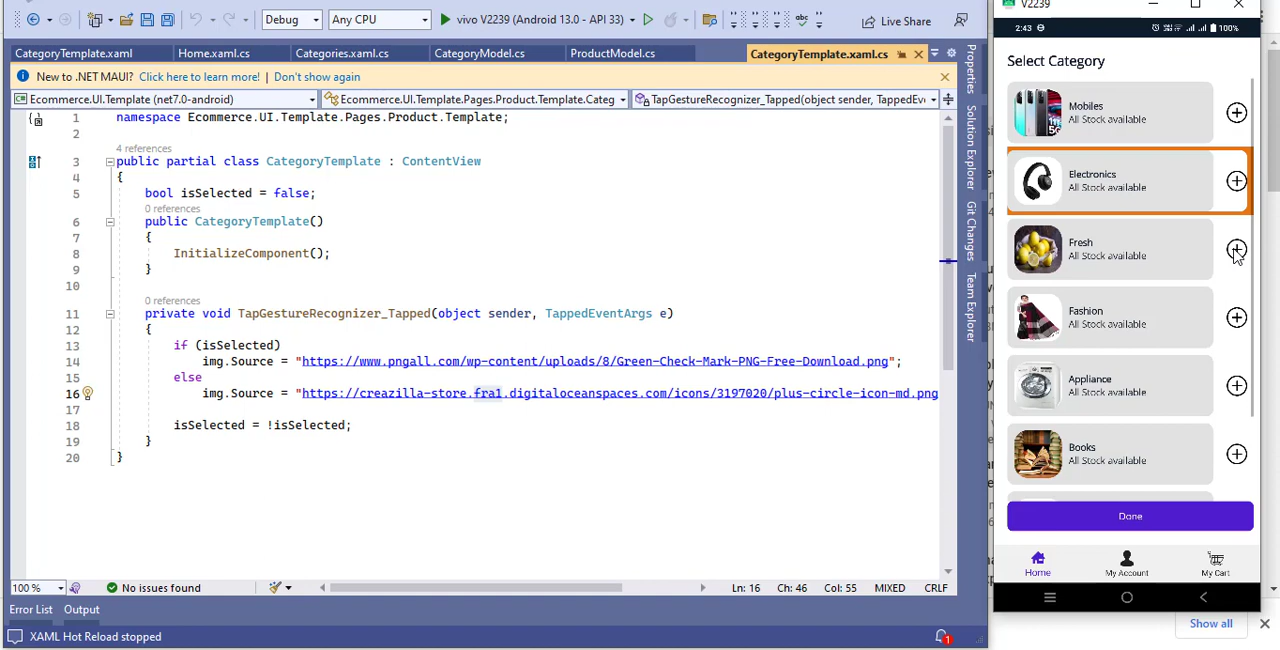 Debug
Any CPU
vivo V2239 (Android 13.0 - API 33)
Live Share
CategoryTemplate.xaml
Home.xaml.cs
Categories.xaml.cs
CategoryModel.cs
ProductModel.cs
CategoryTemplate.xaml.cs
New to .NET MAUI? Click here to learn more! Don't show again
Ecommerce.UI.Template (net7.0-android)
Ecommerce.UI.Template.Pages.Product.Template.Categ
TapGestureRecognizer_Tapped(object sender, TappedEven
1 namespace Ecommerce.UI.Template.Pages.Product.Template;
2
4 references
3 public partial class CategoryTemplate : ContentView
4 {
5 bool isSelected = false;
0 references
6 public CategoryTemplate()
7 {
8 InitializeComponent();
9 }
10
0 references
11 private void TapGestureRecognizer_Tapped(object sender, TappedEventArgs e)
12 {
13 if (isSelected)
14 img.Source = "https://www.pngall.com/wp-content/uploads/8/Green-Check-Mark-PNG-Free-Download.png";
15 else
16 img.Source = "https://creazilla-store.fra1.digitaloceanspaces.com/icons/3197020/plus-circle-icon-md.png
17
18 isSelected = !isSelected;
19 }
20 }
100 %
No issues found
Ln: 16 Ch: 46 Col: 55 MIXED CRLF
Error List Output
XAML Hot Reload stopped
1
Properties
Solution Explorer
Git Changes
Team Explorer
V2239
2:43
100%
Select Category
Mobiles
All Stock available
Electronics
All Stock available
Fresh
All Stock available
Fashion
All Stock available
Appliance
All Stock available
Books
All Stock available
Done
Home
My Account
My Cart
Show all